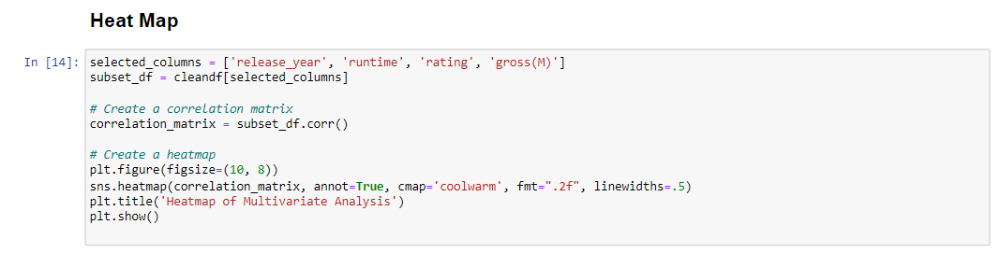 Heat Map
In [14]: selected_columns = ['release_year', 'runtime', 'rating', 'gross(M)']
subset_df = cleandf[selected_columns]
# Create a correlation matrix
correlation_matrix = subset_df.corr()
# Create a heatmap
plt.figure(figsize=(10, 8))
sns.heatmap(correlation_matrix, annot=True, cmap='coolwarm', fmt=".2f", linewidths=.5)
plt.title('Heatmap of Multivariate Analysis')
plt.show()